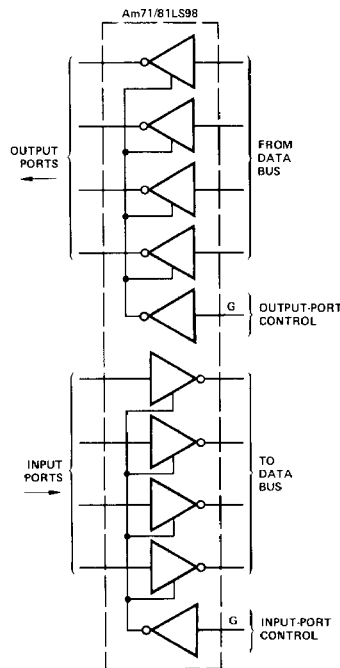 Am71/81LS98
OUTPUT
PORTS
FROM
DATA
BUS
G
OUTPUT-PORT
CONTROL
INPUT
PORTS
TO
DATA
BUS
G
INPUT-PORT
CONTROL